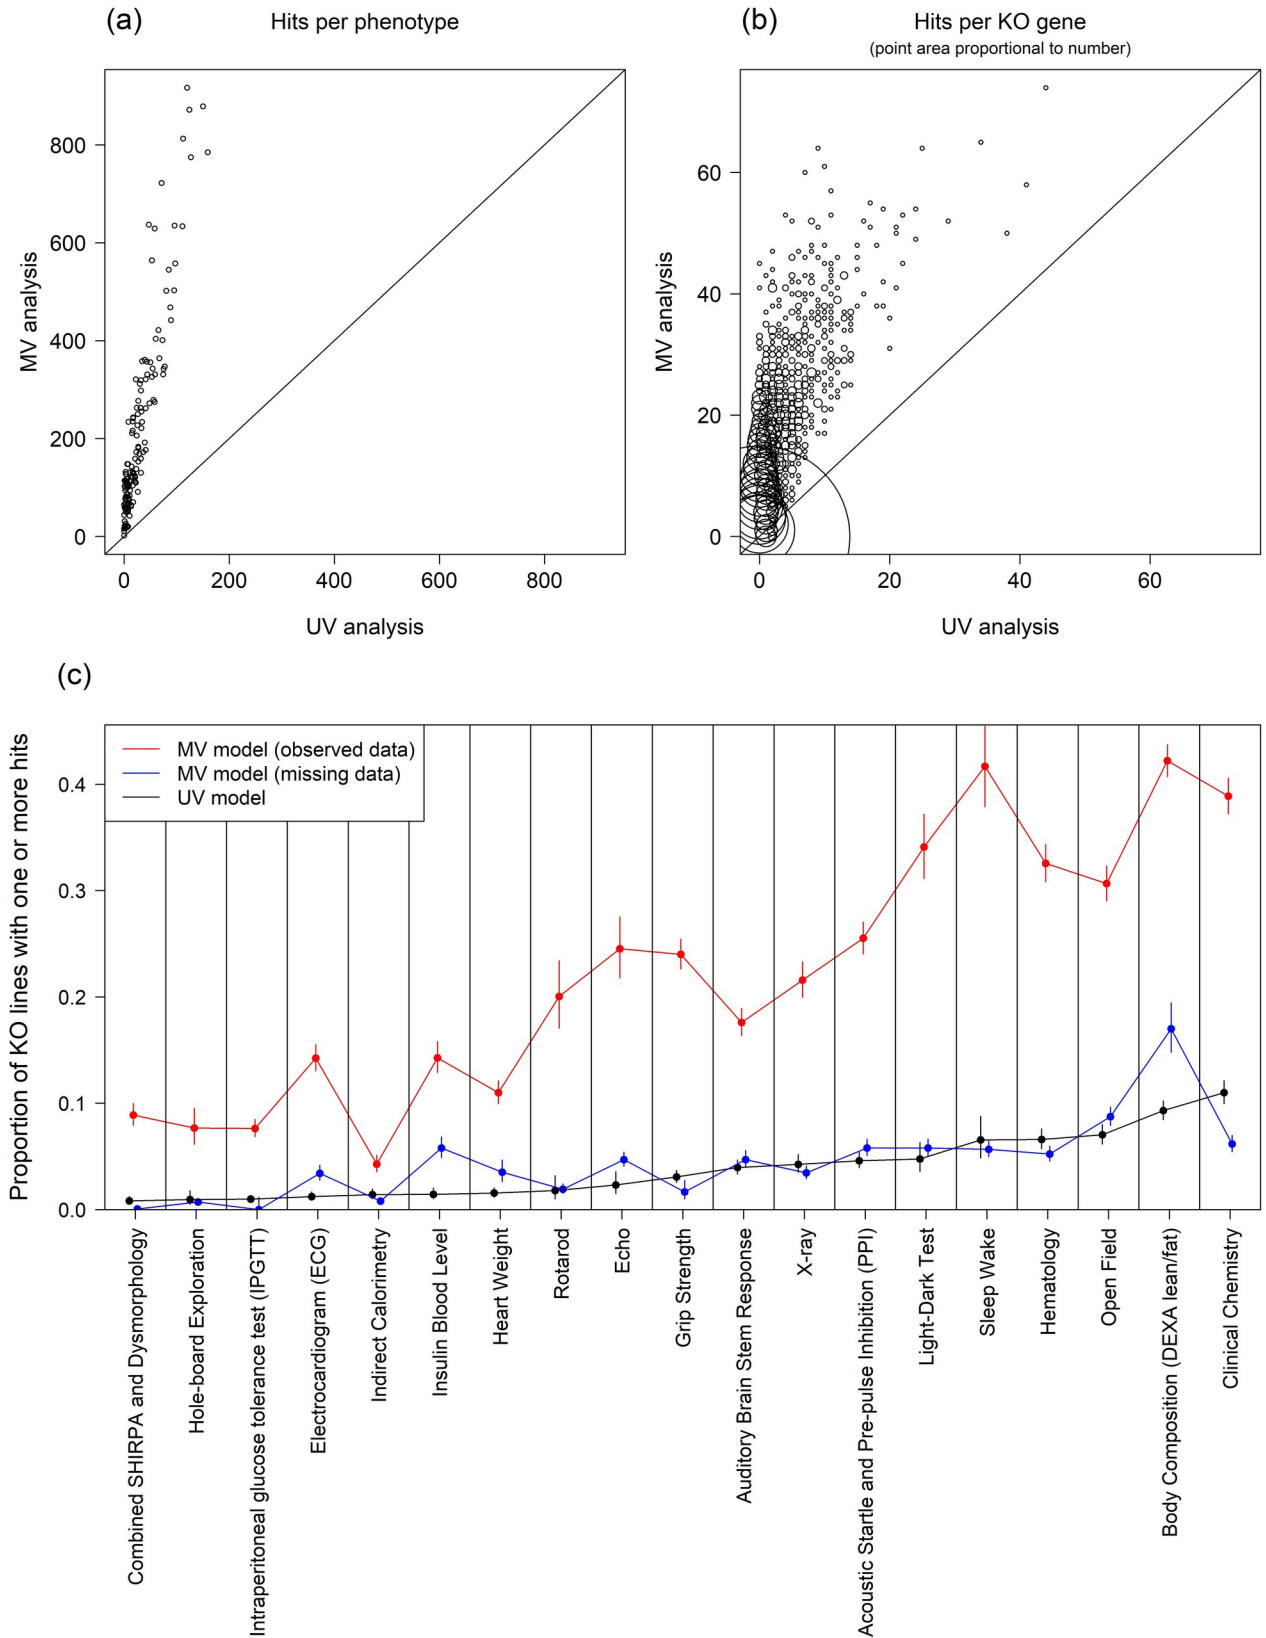 (a)
Hits per phenotype
MV analysis
800
600
400
200
0
0 200 400 600 800
UV analysis
(b)
Hits per KO gene
(point area proportional to number)
MV analysis
60
40
20
0
0 20 40 60
UV analysis
(c)
Proportion of KO lines with one or more hits
0.4
0.3
0.2
0.1
0.0
MV model (observed data)
MV model (missing data)
UV model
Combined SHIRPA and Dysmorphology
Hole-board Exploration
Intraperitoneal glucose tolerance test (IPGTT)
Electrocardiogram (ECG)
Indirect Calorimetry
Insulin Blood Level
Heart Weight
Rotarod
Echo
Grip Strength
Auditory Brain Stem Response
X-ray
Acoustic Startle and Pre-pulse Inhibition (PPI)
Light-Dark Test
Sleep Wake
Hematology
Open Field
Body Composition (DEXA lean/fat)
Clinical Chemistry